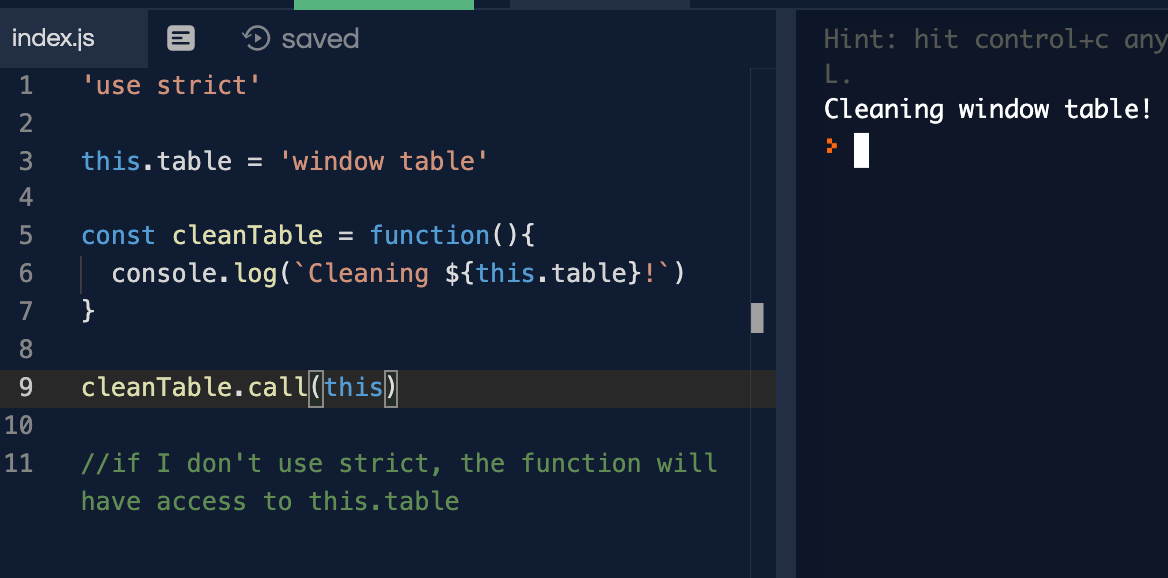 index.js saved
1 'use strict'
2
3 this.table = 'window table'
4
5 const cleanTable = function(){
6 console.log(`Cleaning ${this.table}!`)
7 }
8
9 cleanTable.call(this)
10
11 //if I don't use strict, the function will
have access to this.table
Hint: hit control+c any
L.
Cleaning window table!